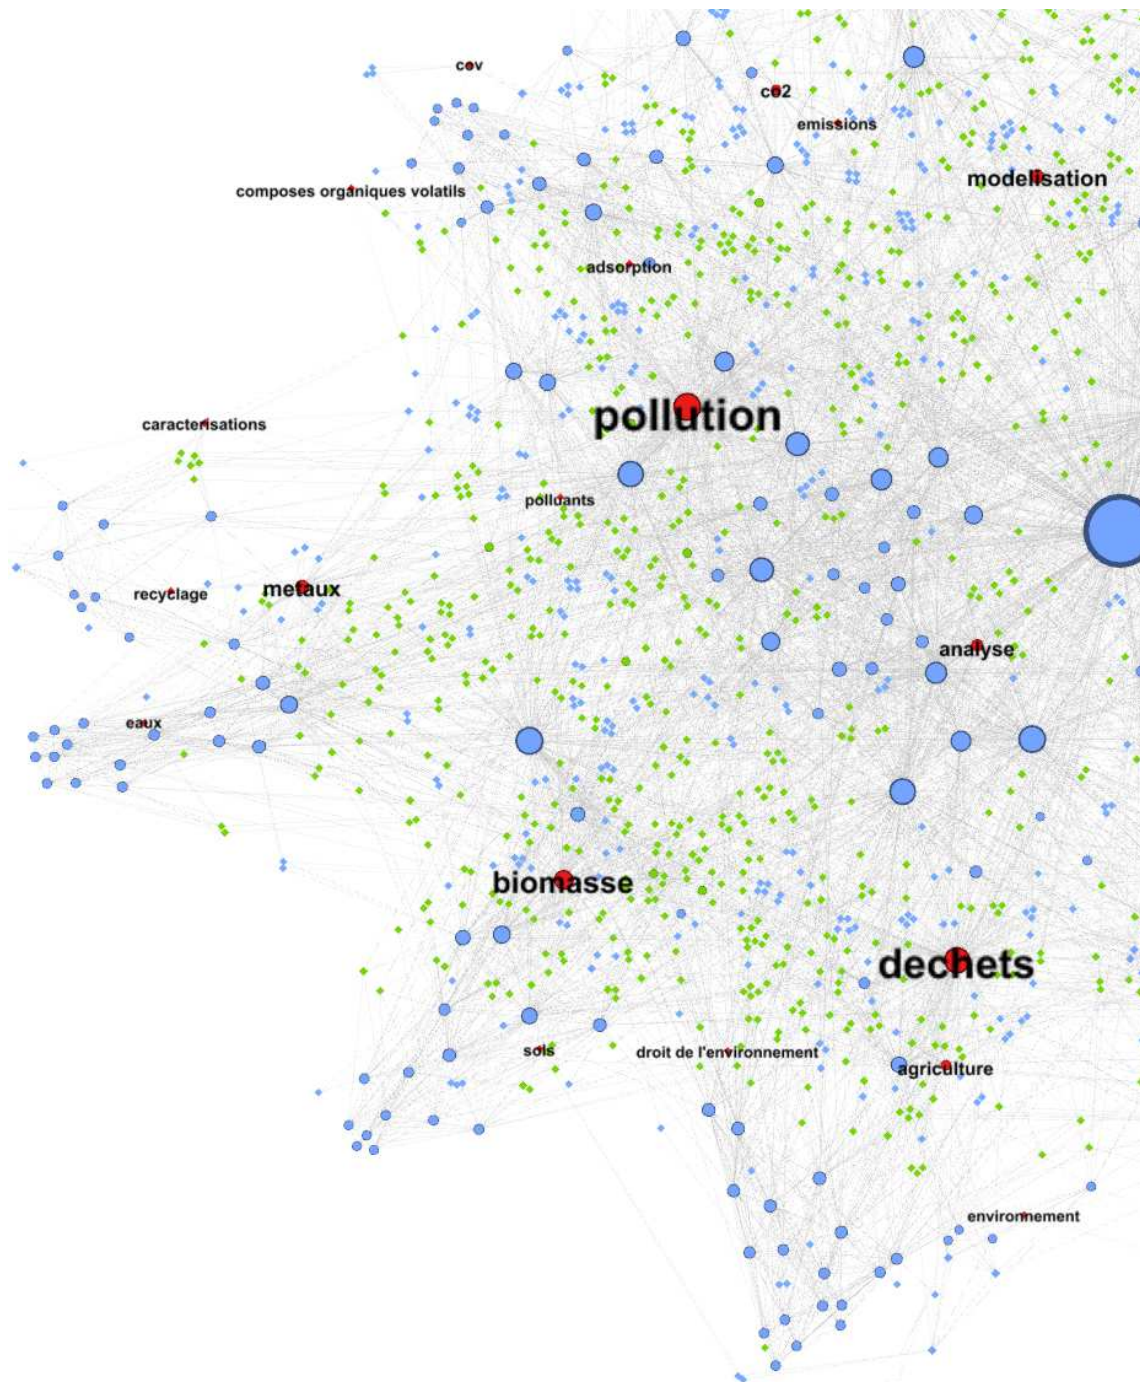 cov
co2
emissions
modelisation
composes organiques volatils
adsorption
pollution
caracterisations
polluants
recyclage
metaux
analyse
eaux
biomasse
dechets
sols
droit de l'environnement
agriculture
environnement